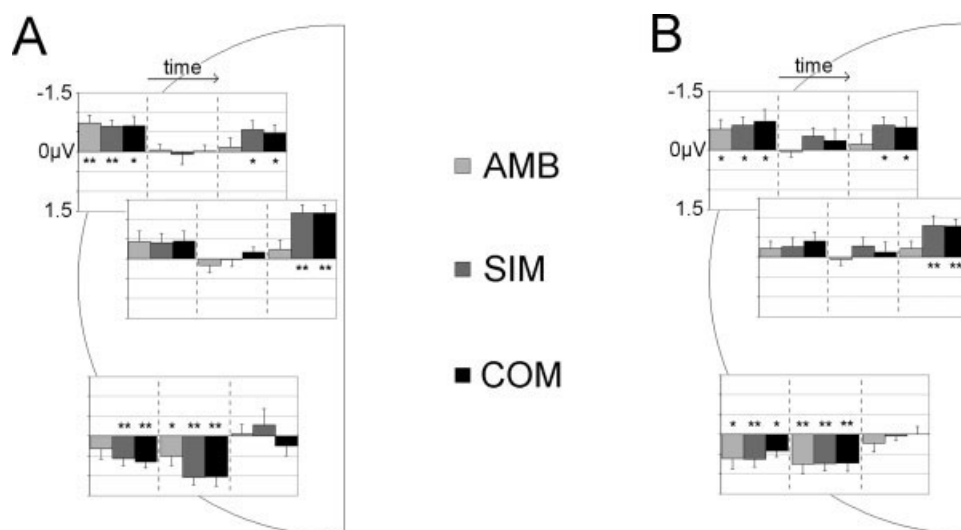 A
B
time
time
-1.5
0µV
1.5
** ** * * *
** **
** ** * ** **
-1.5
0µV
1.5
* * * * *
** **
* ** * ** ** **
AMB
SIM
COM